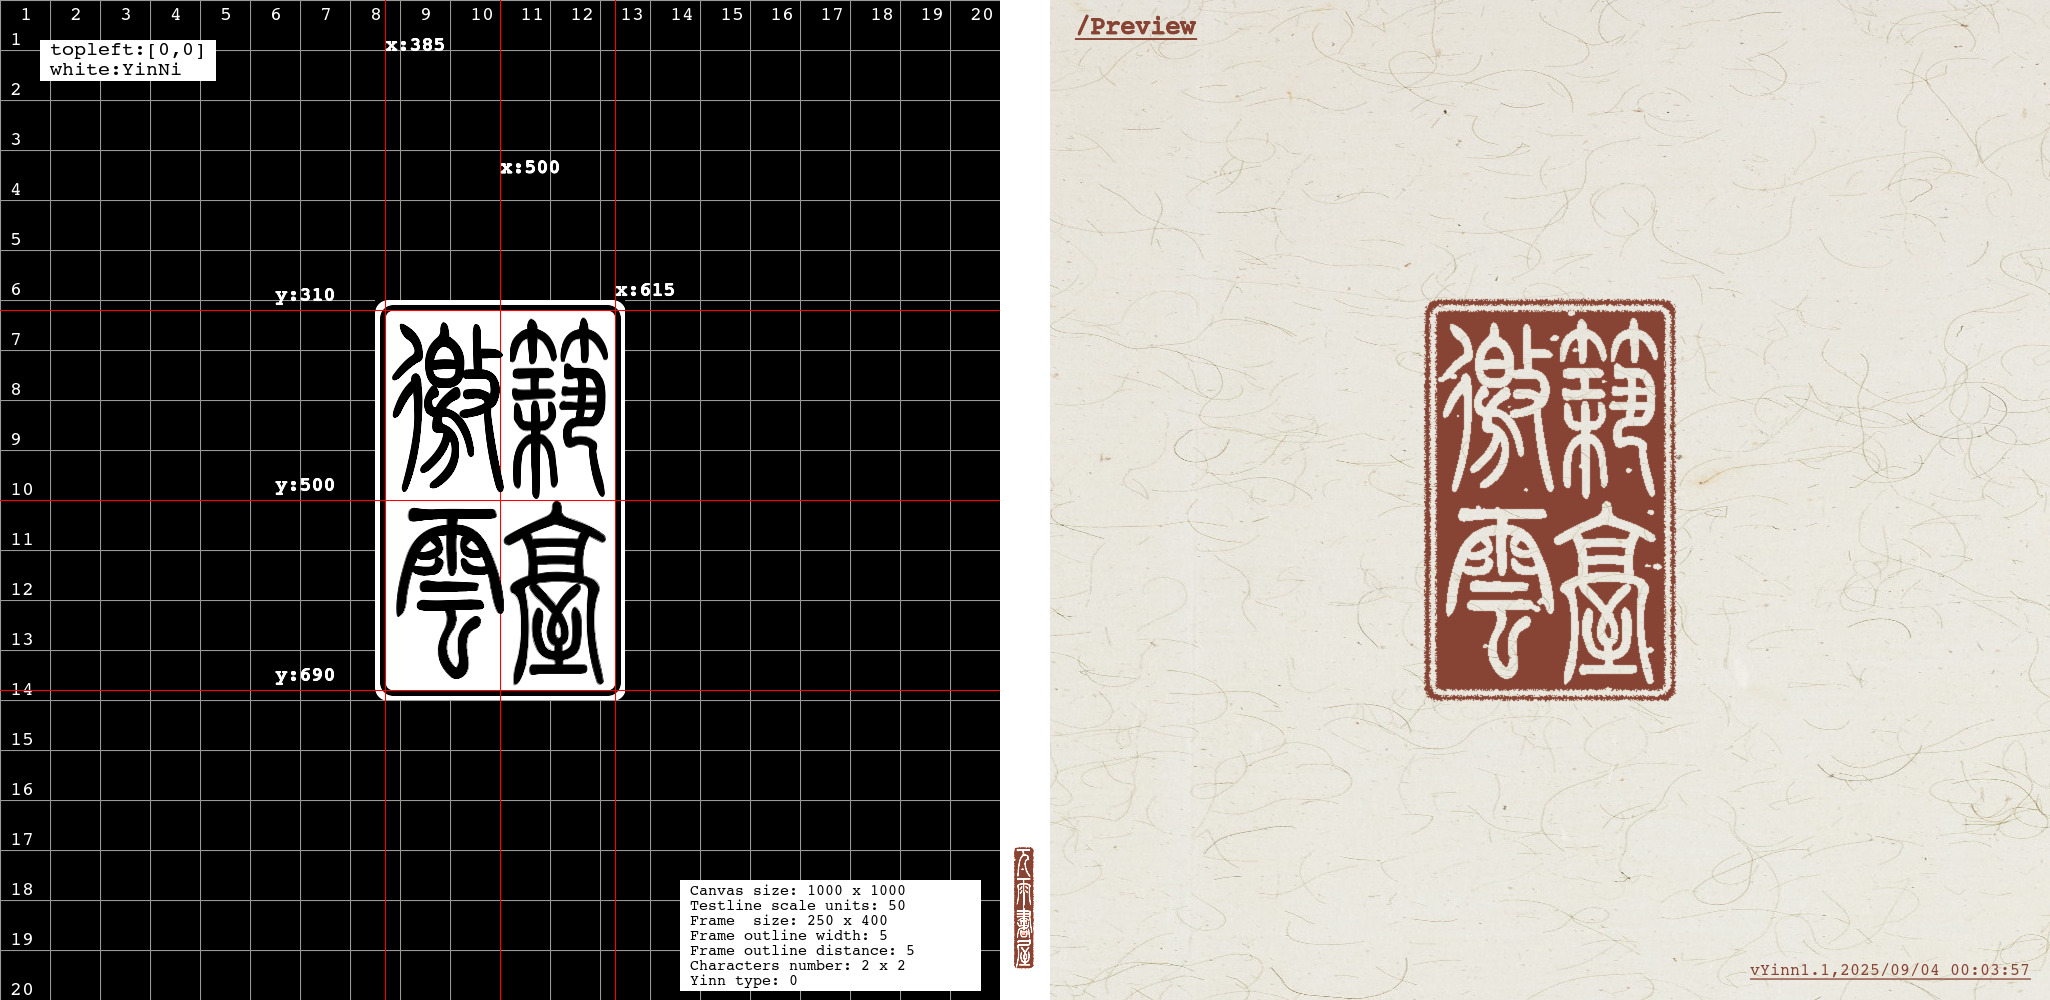 1 2 3 4 5 6 7 8 9 10 11 12 13 14 15 16 17 18 19 20
1
2
3
4
5
6
7
8
9
10
11
12
13
14
15
16
17
18
19
20
topleft:[0,0]
white:YinNi
x:385
x:500
x:615
y:310
y:500
y:690
臺
雲
Canvas size: 1000 x 1000
Testline scale units: 50
Frame  size: 250 x 400
Frame outline width: 5
Frame outline distance: 5
Characters number: 2 x 2
Yinn type: 0
/Preview
臺
雲
vYinn1.1,2025/09/04 00:03:57